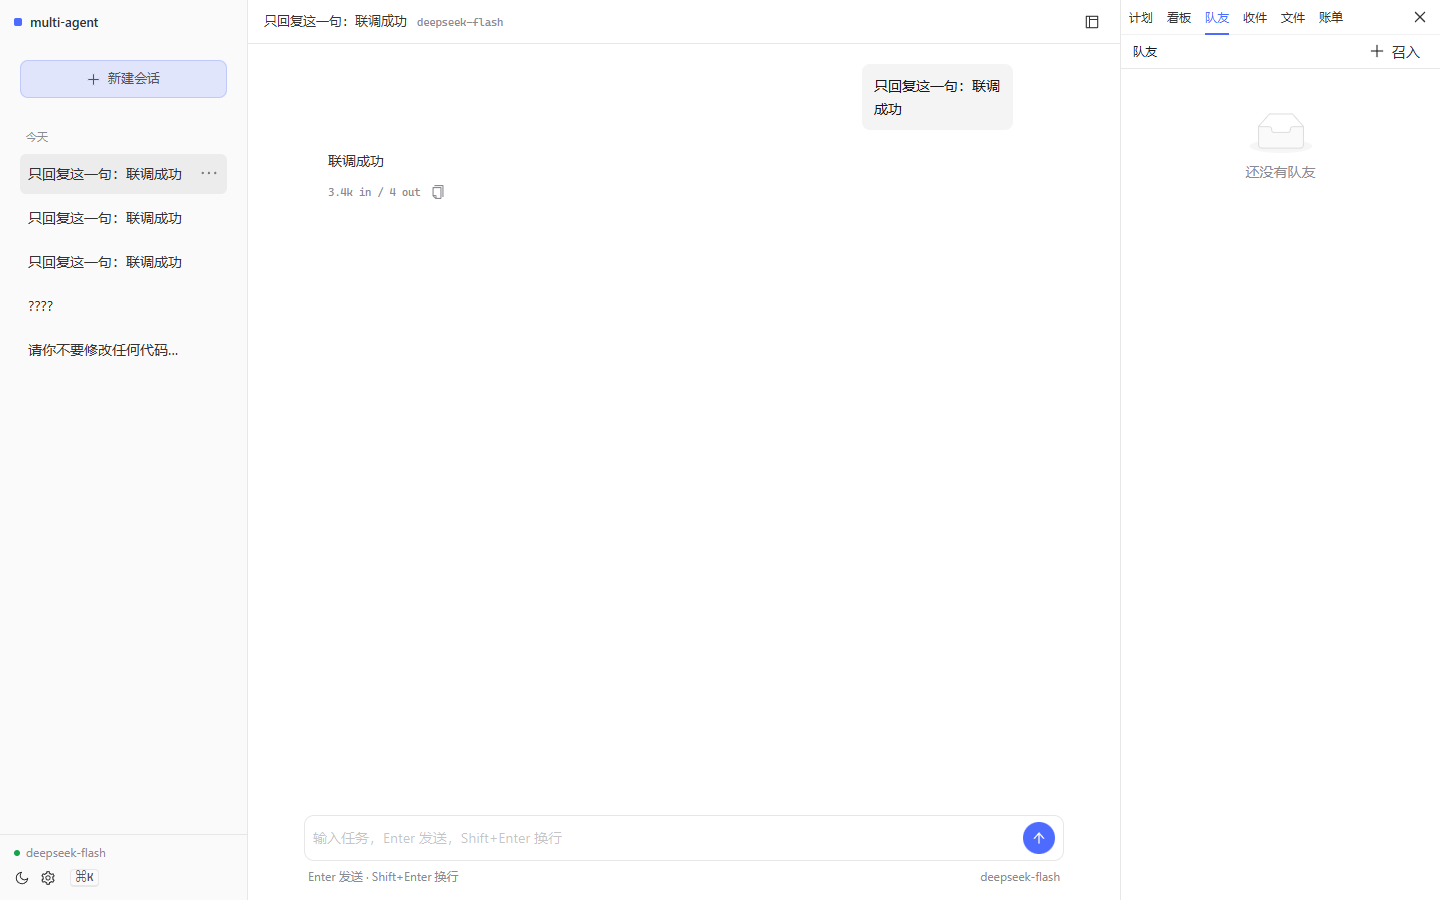 multi-agent
新建会话
今天
只回复这一句：联调成功
只回复这一句：联调成功
只回复这一句：联调成功
????
请你不要修改任何代码...
deepseek-flash
⌘K
只回复这一句：联调成功 deepseek-flash
只回复这一句：联调
成功
联调成功
3.4k in / 4 out
输入任务，Enter 发送，Shift+Enter 换行
Enter 发送 · Shift+Enter 换行
deepseek-flash
计划 看板 队友 收件 文件 账单
队友
召入
还没有队友